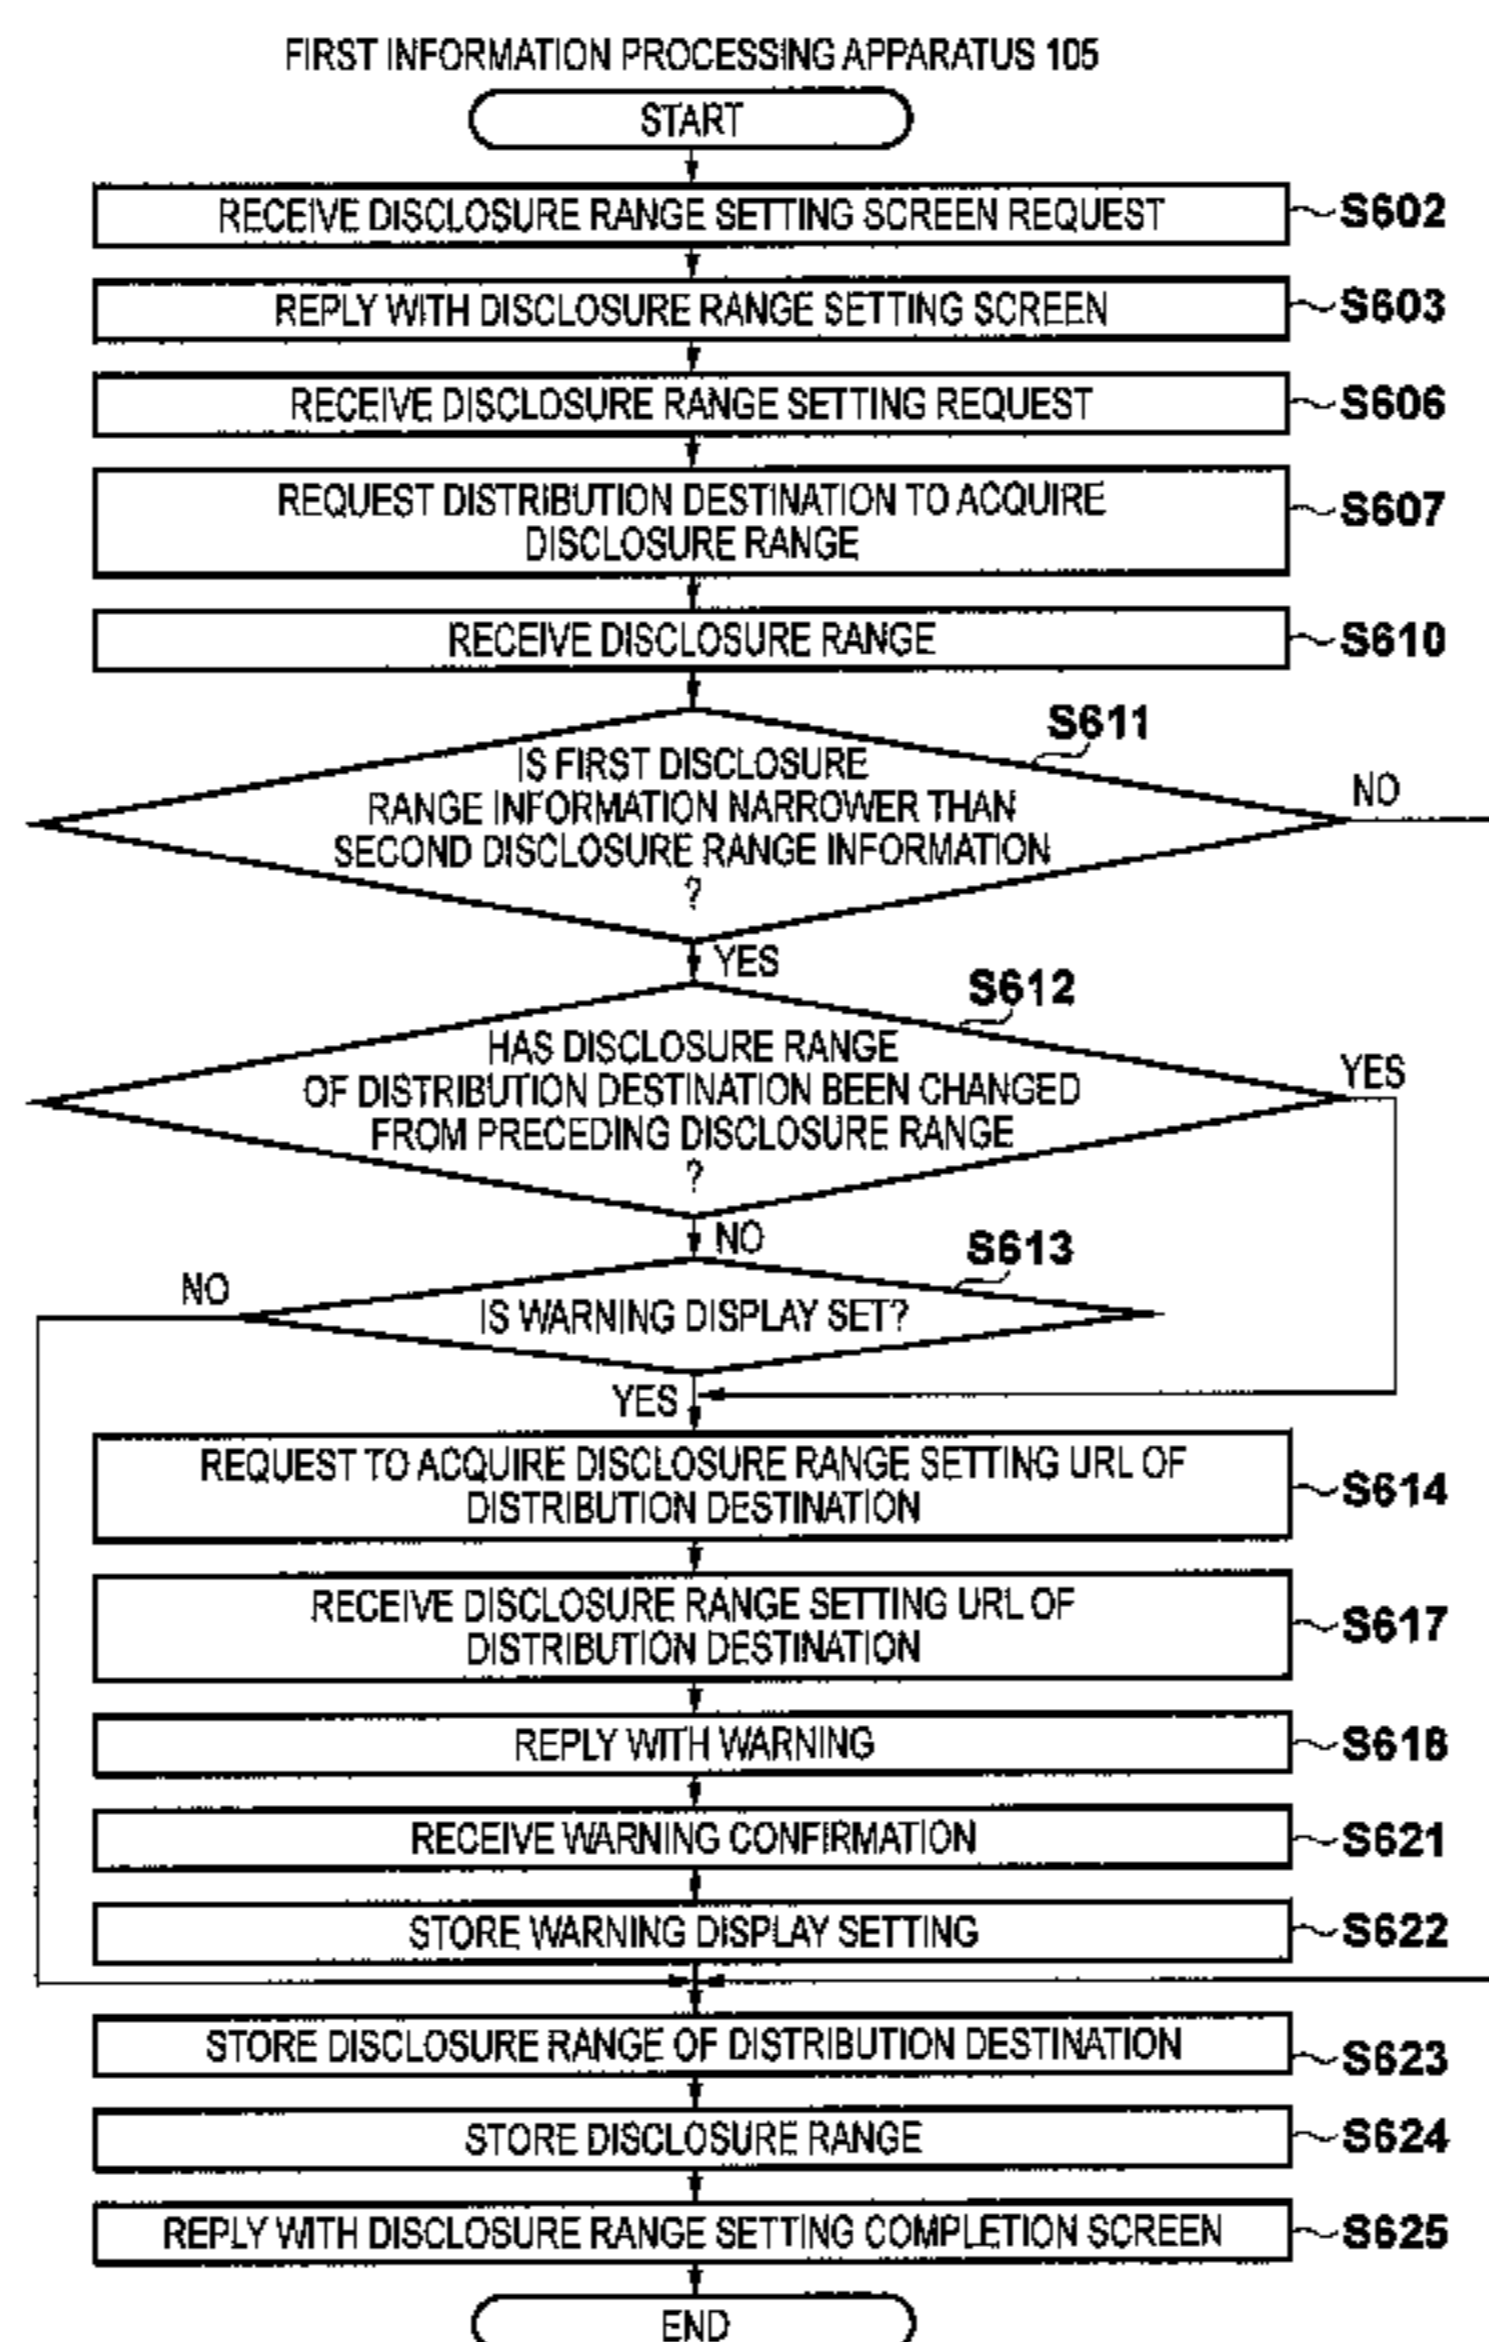 FIRST INFORMATION PROCESSING APPARATUS 105
START
RECEIVE DISCLOSURE RANGE SETTING SCREEN REQUEST
S602
REPLY WITH DISCLOSURE RANGE SETTING SCREEN
S603
RECEIVE DISCLOSURE RANGE SETTING REQUEST
S606
REQUEST DISTRIBUTION DESTINATION TO ACQUIRE
DISCLOSURE RANGE
S607
RECEIVE DISCLOSURE RANGE
S610
S611
IS FIRST DISCLOSURE
RANGE INFORMATION NARROWER THAN
SECOND DISCLOSURE RANGE INFORMATION
?
NO
YES
S612
HAS DISCLOSURE RANGE
OF DISTRIBUTION DESTINATION BEEN CHANGED
FROM PRECEDING DISCLOSURE RANGE
?
YES
NO
S613
NO
IS WARNING DISPLAY SET?
YES
REQUEST TO ACQUIRE DISCLOSURE RANGE SETTING URL OF
DISTRIBUTION DESTINATION
S614
RECEIVE DISCLOSURE RANGE SETTING URL OF
DISTRIBUTION DESTINATION
S617
REPLY WITH WARNING
S618
RECEIVE WARNING CONFIRMATION
S621
STORE WARNING DISPLAY SETTING
S622
STORE DISCLOSURE RANGE OF DISTRIBUTION DESTINATION
S623
STORE DISCLOSURE RANGE
S624
REPLY WITH DISCLOSURE RANGE SETTING COMPLETION SCREEN
S625
END